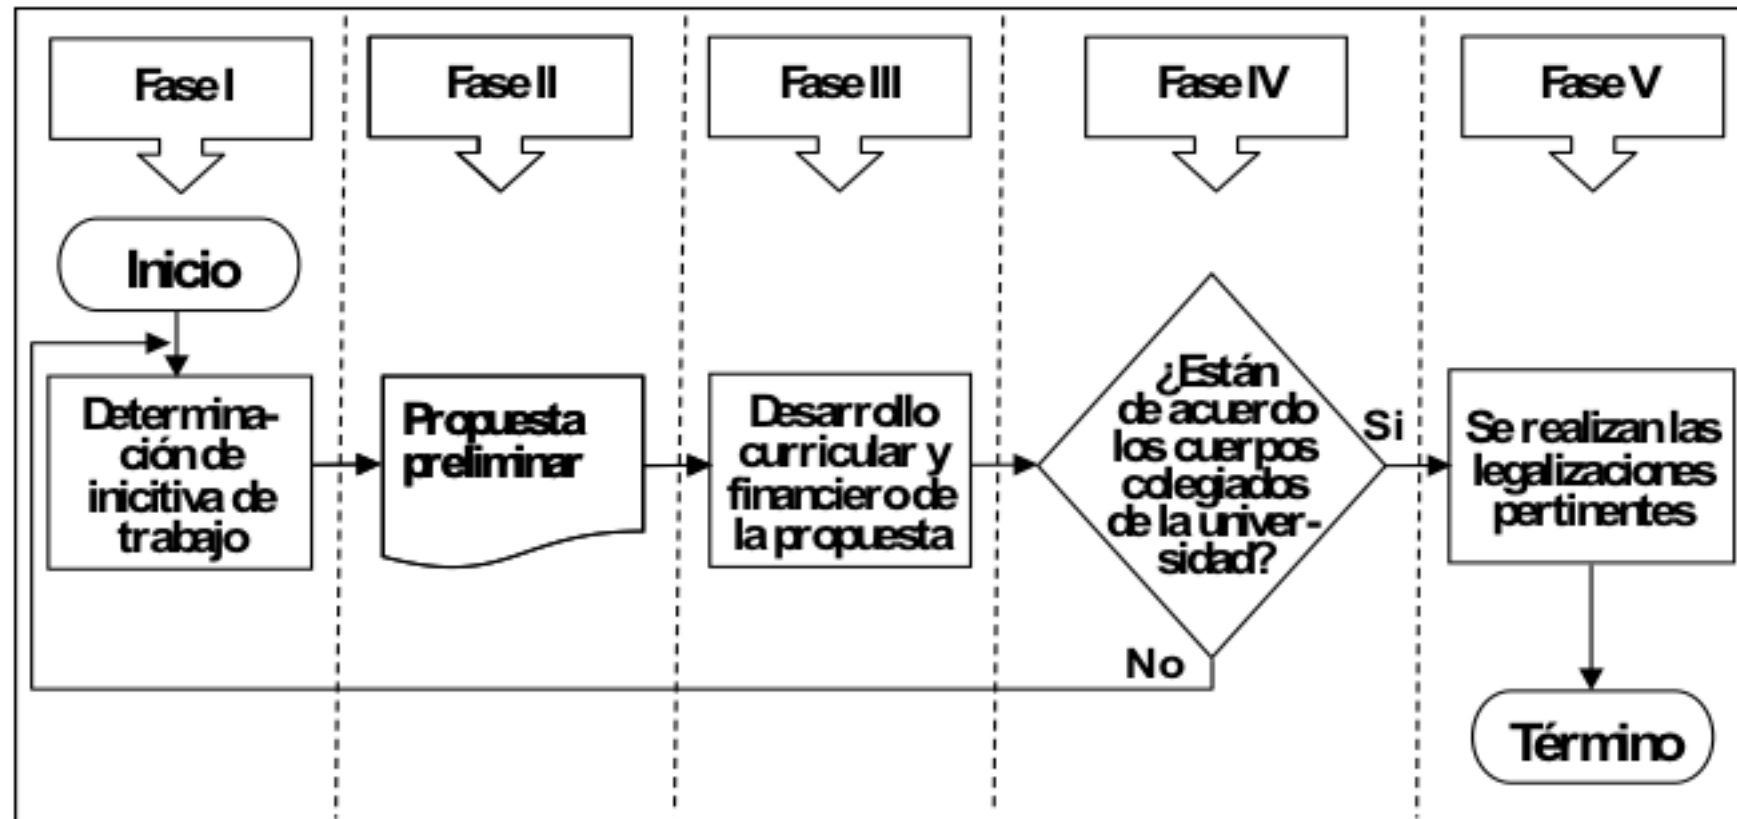 Fase I
Fase II
Fase III
Fase IV
Fase V
Inicio
Determina-
ción de
inicitiva de
trabajo
Propuesta
preliminar
Desarrollo
curricular y
financiero de
la propuesta
¿Están
de acuerdo
los cuerpos
colegiados
de la univer-
sidad?
Si
No
Se realizan las
legalizaciones
pertinentes
Término